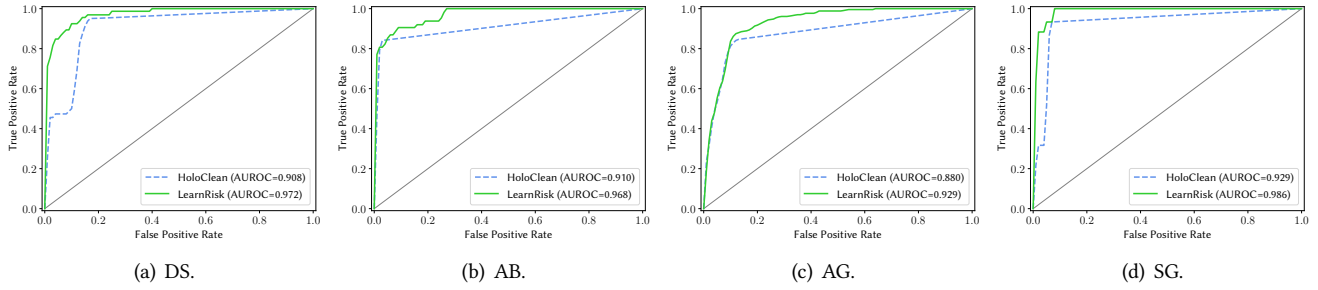 1.0
0.8
0.6
0.4
0.2
0.0
True Positive Rate
HoloClean (AUROC=0.908)
LearnRisk (AUROC=0.972)
0.0 0.2 0.4 0.6 0.8 1.0
False Positive Rate
(a) DS.
1.0
0.8
0.6
0.4
0.2
0.0
True Positive Rate
HoloClean (AUROC=0.910)
LearnRisk (AUROC=0.968)
0.0 0.2 0.4 0.6 0.8 1.0
False Positive Rate
(b) AB.
1.0
0.8
0.6
0.4
0.2
0.0
True Positive Rate
HoloClean (AUROC=0.880)
LearnRisk (AUROC=0.929)
0.0 0.2 0.4 0.6 0.8 1.0
False Positive Rate
(c) AG.
1.0
0.8
0.6
0.4
0.2
0.0
True Positive Rate
HoloClean (AUROC=0.929)
LearnRisk (AUROC=0.986)
0.0 0.2 0.4 0.6 0.8 1.0
False Positive Rate
(d) SG.